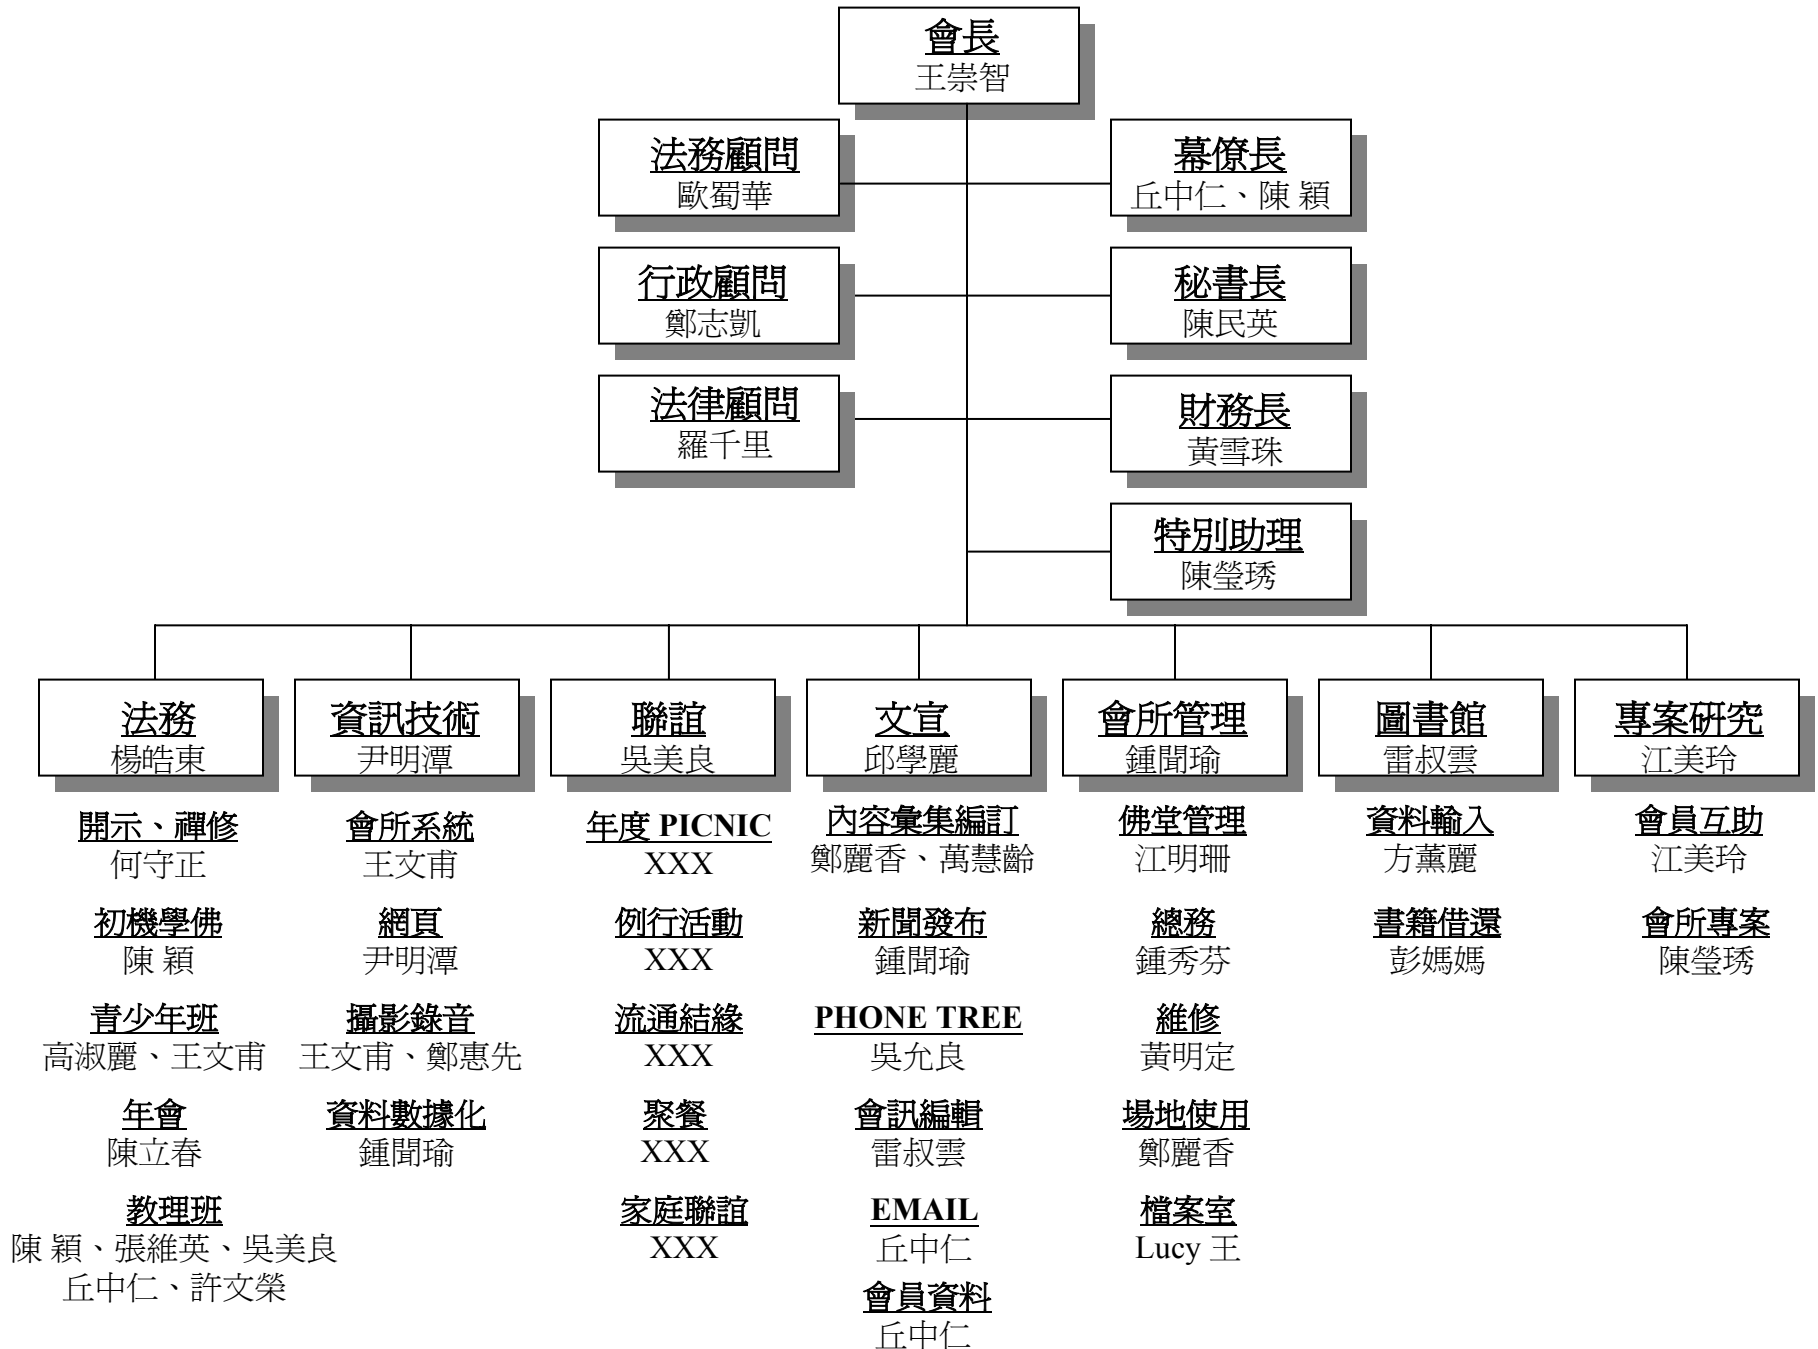 會長
王崇智
法務顧問
歐蜀華
幕僚長
丘中仁、陳 穎
行政顧問
鄭志凱
秘書長
陳民英
法律顧問
羅千里
財務長
黃雪珠
特別助理
陳瑩琇
法務
楊皓東
開示、禪修
何守正
初機學佛
陳 穎
青少年班
高淑麗、王文甫
年會
陳立春
教理班
陳 穎、張維英、吳美良
丘中仁、許文榮
資訊技術
尹明潭
會所系統
王文甫
網頁
尹明潭
攝影錄音
王文甫、鄭惠先
資料數據化
鍾聞瑜
聯誼
吳美良
年度 PICNIC
XXX
例行活動
XXX
流通結緣
XXX
聚餐
XXX
家庭聯誼
XXX
文宣
邱學麗
內容彙集編訂
鄭麗香、萬慧齡
新聞發布
鍾聞瑜
PHONE TREE
吳允良
會訊編輯
雷叔雲
EMAIL
丘中仁
會員資料
丘中仁
會所管理
鍾聞瑜
佛堂管理
江明珊
總務
鍾秀芬
維修
黃明定
場地使用
鄭麗香
檔案室
Lucy 王
圖書館
雷叔雲
資料輸入
方薰麗
書籍借還
彭媽媽
專案研究
江美玲
會員互助
江美玲
會所專案
陳瑩琇